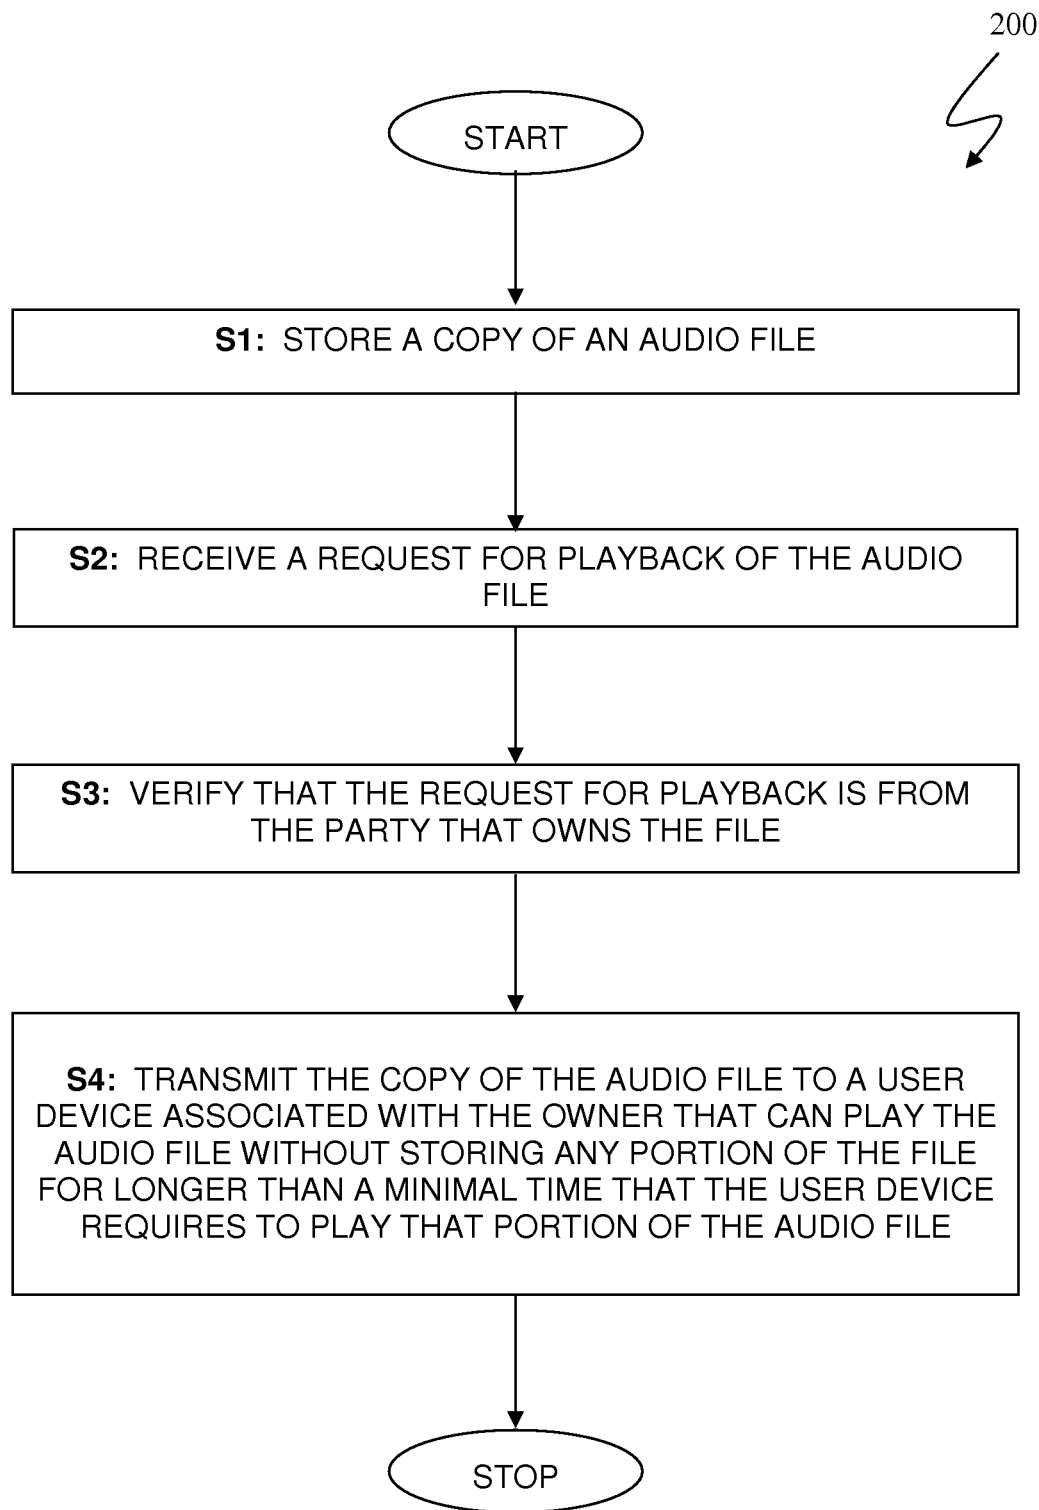 200
START
S1: STORE A COPY OF AN AUDIO FILE
S2: RECEIVE A REQUEST FOR PLAYBACK OF THE AUDIO
FILE
S3: VERIFY THAT THE REQUEST FOR PLAYBACK IS FROM
THE PARTY THAT OWNS THE FILE
S4: TRANSMIT THE COPY OF THE AUDIO FILE TO A USER
DEVICE ASSOCIATED WITH THE OWNER THAT CAN PLAY THE
AUDIO FILE WITHOUT STORING ANY PORTION OF THE FILE
FOR LONGER THAN A MINIMAL TIME THAT THE USER DEVICE
REQUIRES TO PLAY THAT PORTION OF THE AUDIO FILE
STOP